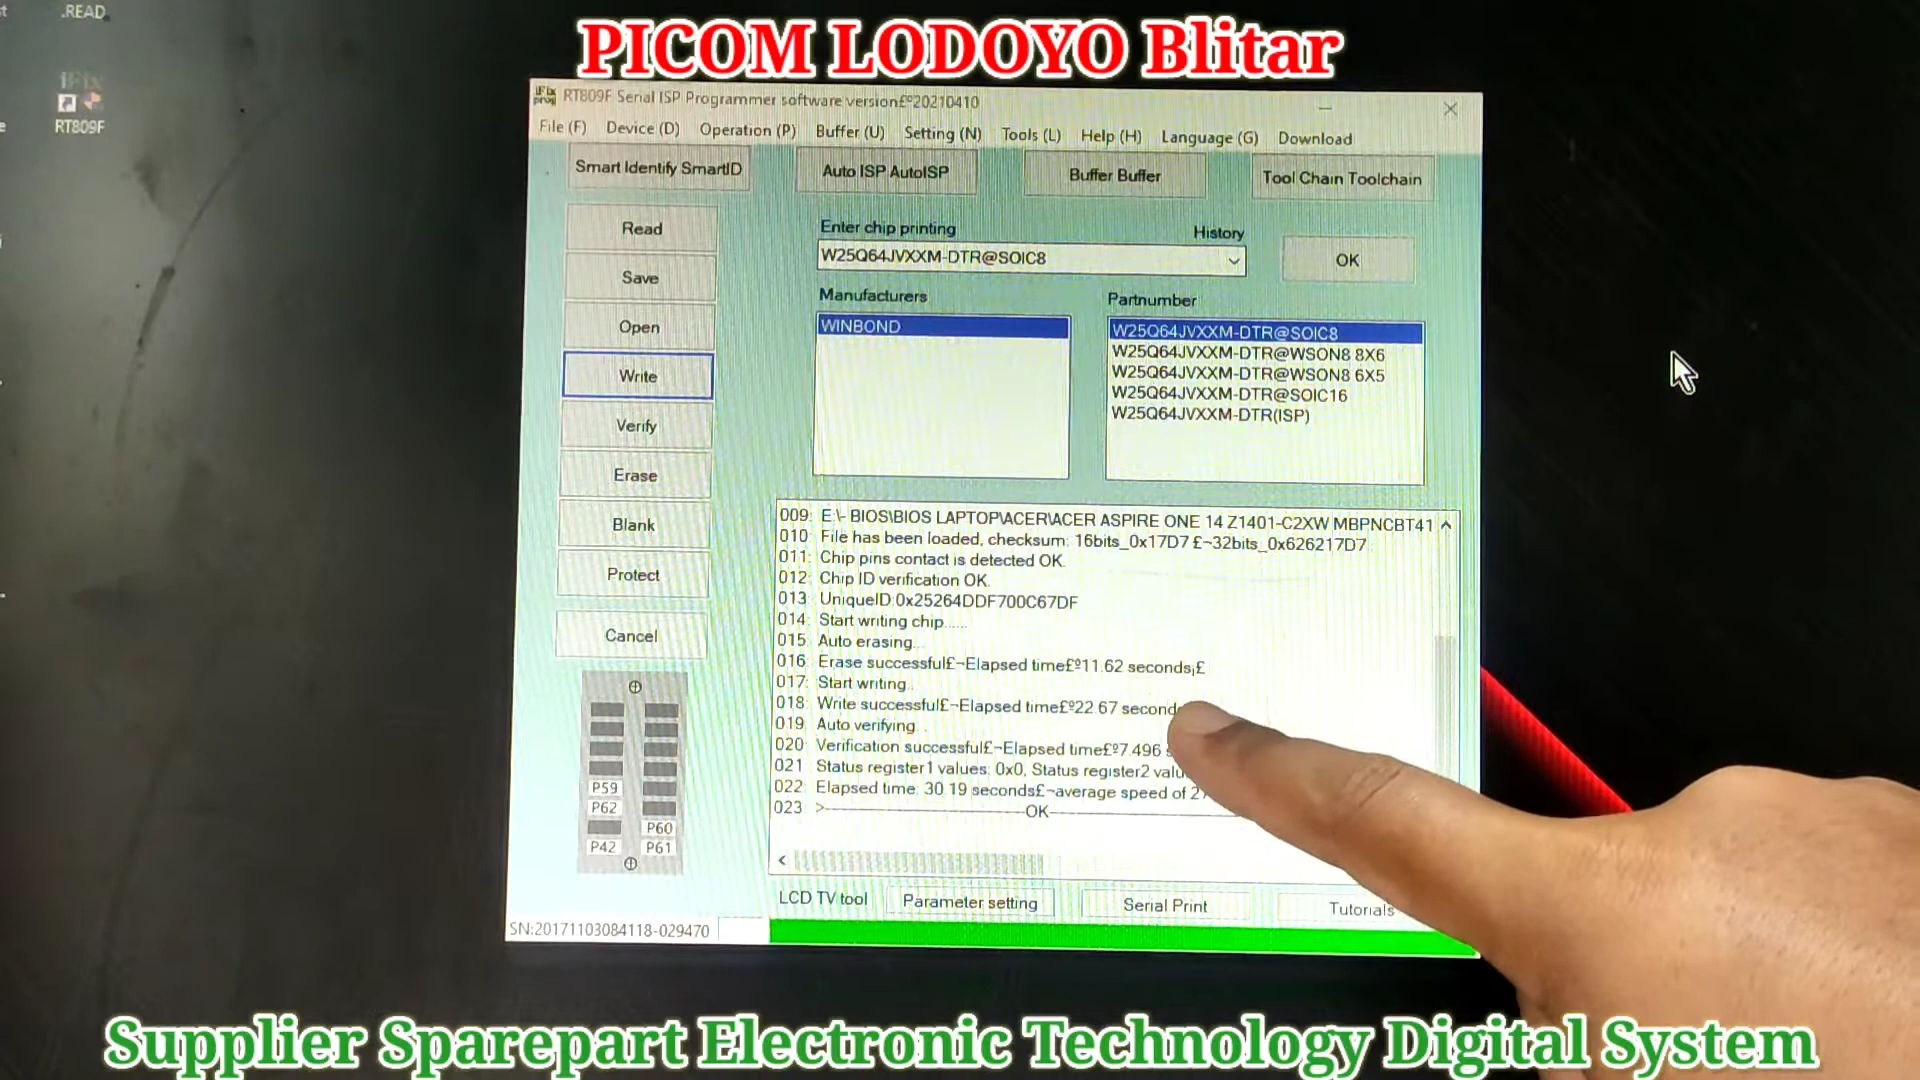 .READ
PICOM LODOYO Blitar
RT809F
RT809F Serial ISP Programmer software version£º20210410
File (F) Device (D) Operation (P) Buffer (U) Setting (N) Tools (L) Help (H) Language (G) Download
Smart Identify SmartID Auto ISP AutoISP Buffer Buffer Tool Chain Toolchain
Read
Save
Open
Write
Verify
Erase
Blank
Protect
Cancel
Enter chip printing History
W25Q64JVXXM-DTR@SOIC8 OK
Manufacturers Partnumber
WINBOND
W25Q64JVXXM-DTR@SOIC8
W25Q64JVXXM-DTR@WSON8 8X6
W25Q64JVXXM-DTR@WSON8 6X5
W25Q64JVXXM-DTR@SOIC16
W25Q64JVXXM-DTR(ISP)
009: E:\- BIOS\BIOS LAPTOP\ACER\ACER ASPIRE ONE 14 Z1401-C2XW MBPNCBT41
010: File has been loaded, checksum: 16bits_0x17D7 £¬32bits_0x626217D7
011: Chip pins contact is detected OK.
012: Chip ID verification OK.
013: UniqueID:0x25264DDF700C67DF
014: Start writing chip......
015: Auto erasing...
016: Erase successful£¬Elapsed time£º11.62 seconds¡£
017: Start writing..
018: Write successful£¬Elapsed time£º22.67 second
019: Auto verifying..
020: Verification successful£¬Elapsed time£º7.496
021: Status register1 values: 0x0, Status register2 valu
022: Elapsed time: 30.19 seconds£¬average speed of 2
023: >--------------------OK--------------------
P59
P62
P60
P42 P61
LCD TV tool Parameter setting Serial Print Tutorials
SN:20171103084118-029470
Supplier Sparepart Electronic Technology Digital System